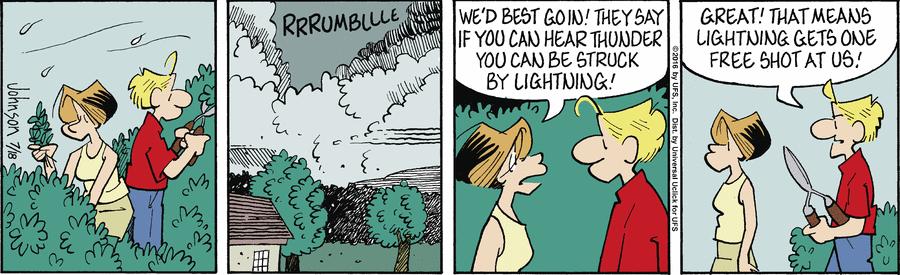 Johnson 7/18
RRRUMBLLLE
WE'D BEST GO IN! THEY SAY
IF YOU CAN HEAR THUNDER
YOU CAN BE STRUCK
BY LIGHTNING!
©2016 by UFS, Inc. Dist. by Universal Uclick for UFS
GREAT! THAT MEANS
LIGHTNING GETS ONE
FREE SHOT AT US!